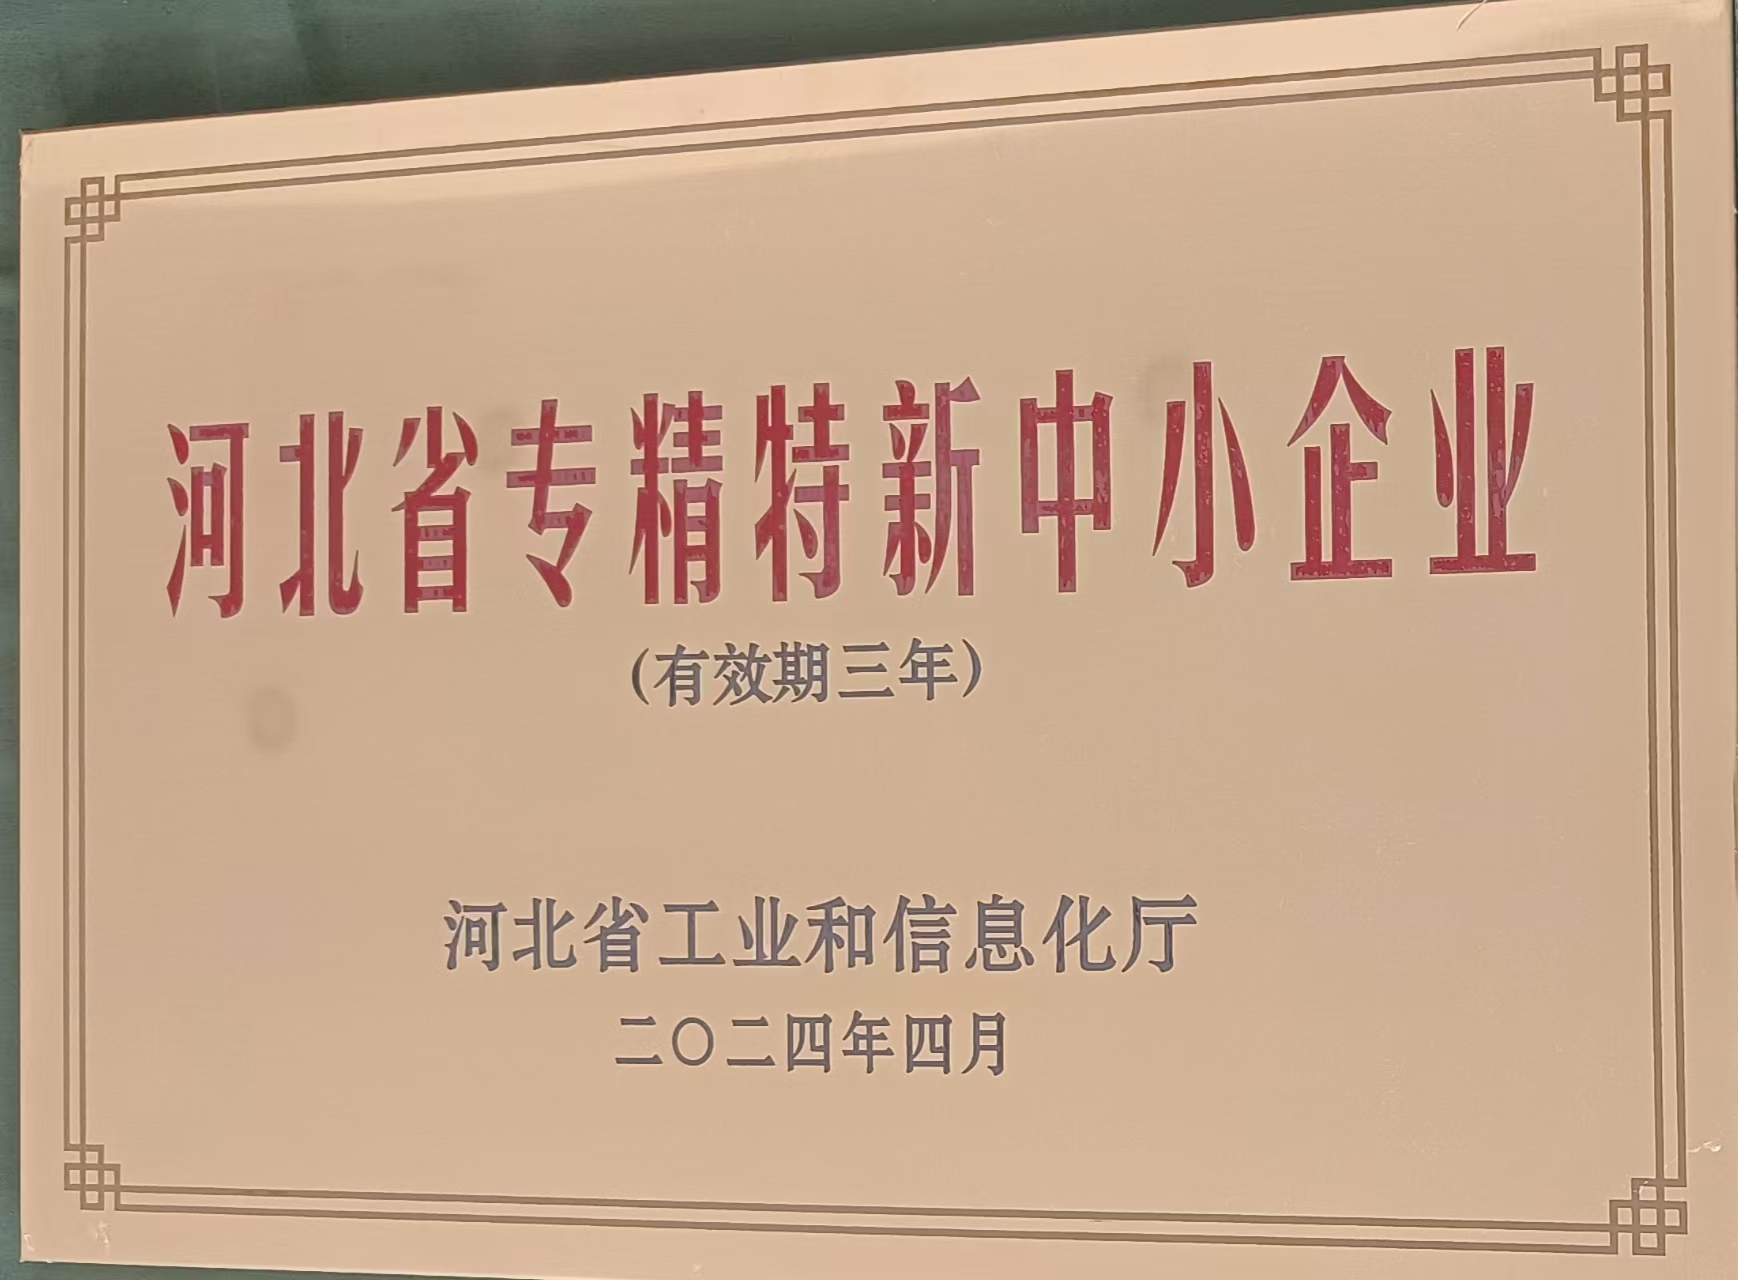 河北省专精特新中小企业
(有效期三年)
河北省工业和信息化厅
二〇二四年四月